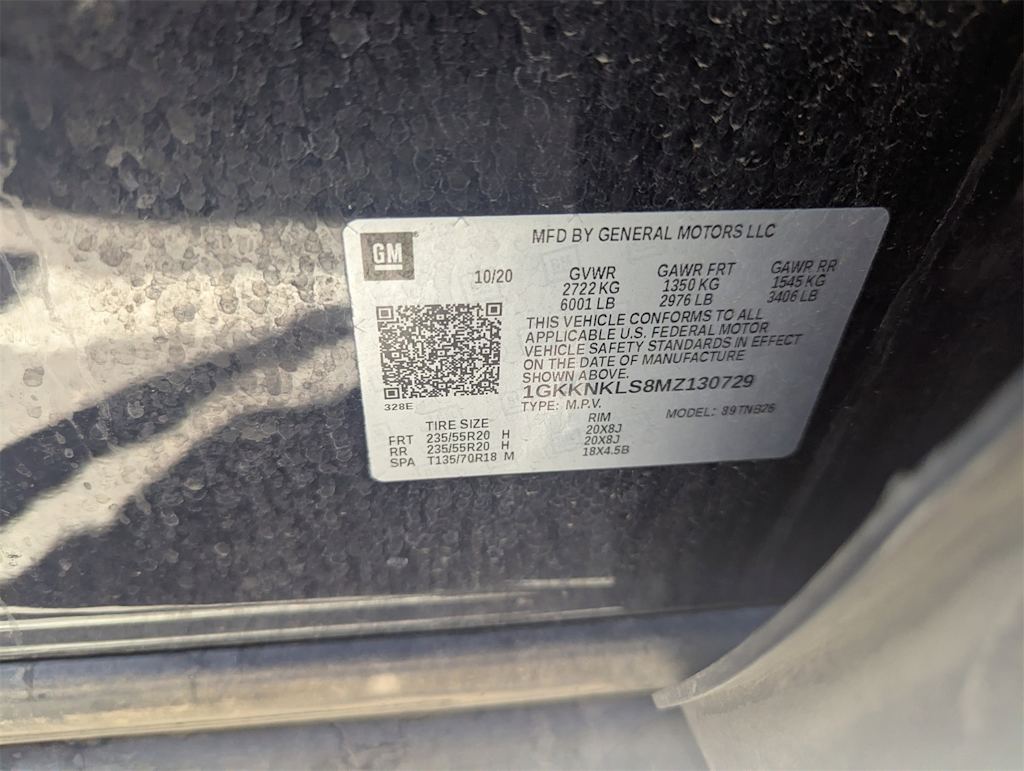 GM
MFD BY GENERAL MOTORS LLC
10/20
GVWR
2722 KG
6001 LB
GAWR FRT
1350 KG
2976 LB
GAWR RR
1545 KG
3406 LB
THIS VEHICLE CONFORMS TO ALL
APPLICABLE U.S. FEDERAL MOTOR
VEHICLE SAFETY STANDARDS IN EFFECT
ON THE DATE OF MANUFACTURE
SHOWN ABOVE.
1GKKNKLS8MZ130729
TYPE: M.P.V.
MODEL: 89TNB26
328E
TIRE SIZE
RIM
FRT 235/55R20 H 20X8J
RR 235/55R20 H 20X8J
SPA T135/70R18 M 18X4.5B